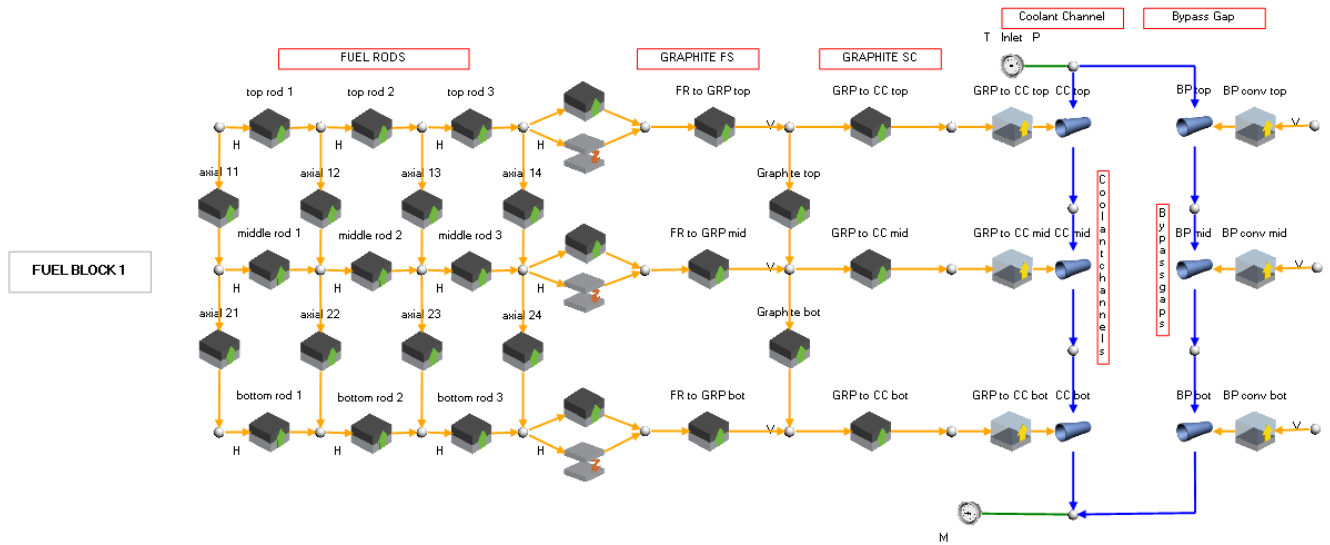 Coolant Channel
Bypass Gap
T Inlet P
FUEL RODS
GRAPHITE FS
GRAPHITE SC
top rod 1
top rod 2
top rod 3
FR to GRP top
GRP to CC top
GRP to CC top
CC top
BP top
BP conv top
V
V
H
H
H
H
axial 11
axial 12
axial 13
axial 14
Graphite top
Coolantchannels
Bypassgaps
middle rod 1
middle rod 2
middle rod 3
FR to GRP mid
GRP to CC mid
GRP to CC mid
CC mid
BP mid
BP conv mid
FUEL BLOCK 1
V
V
H
H
H
H
axial 21
axial 22
axial 23
axial 24
Graphite bot
bottom rod 1
bottom rod 2
bottom rod 3
FR to GRP bot
GRP to CC bot
GRP to CC bot
CC bot
BP bot
BP conv bot
V
V
H
H
H
H
M